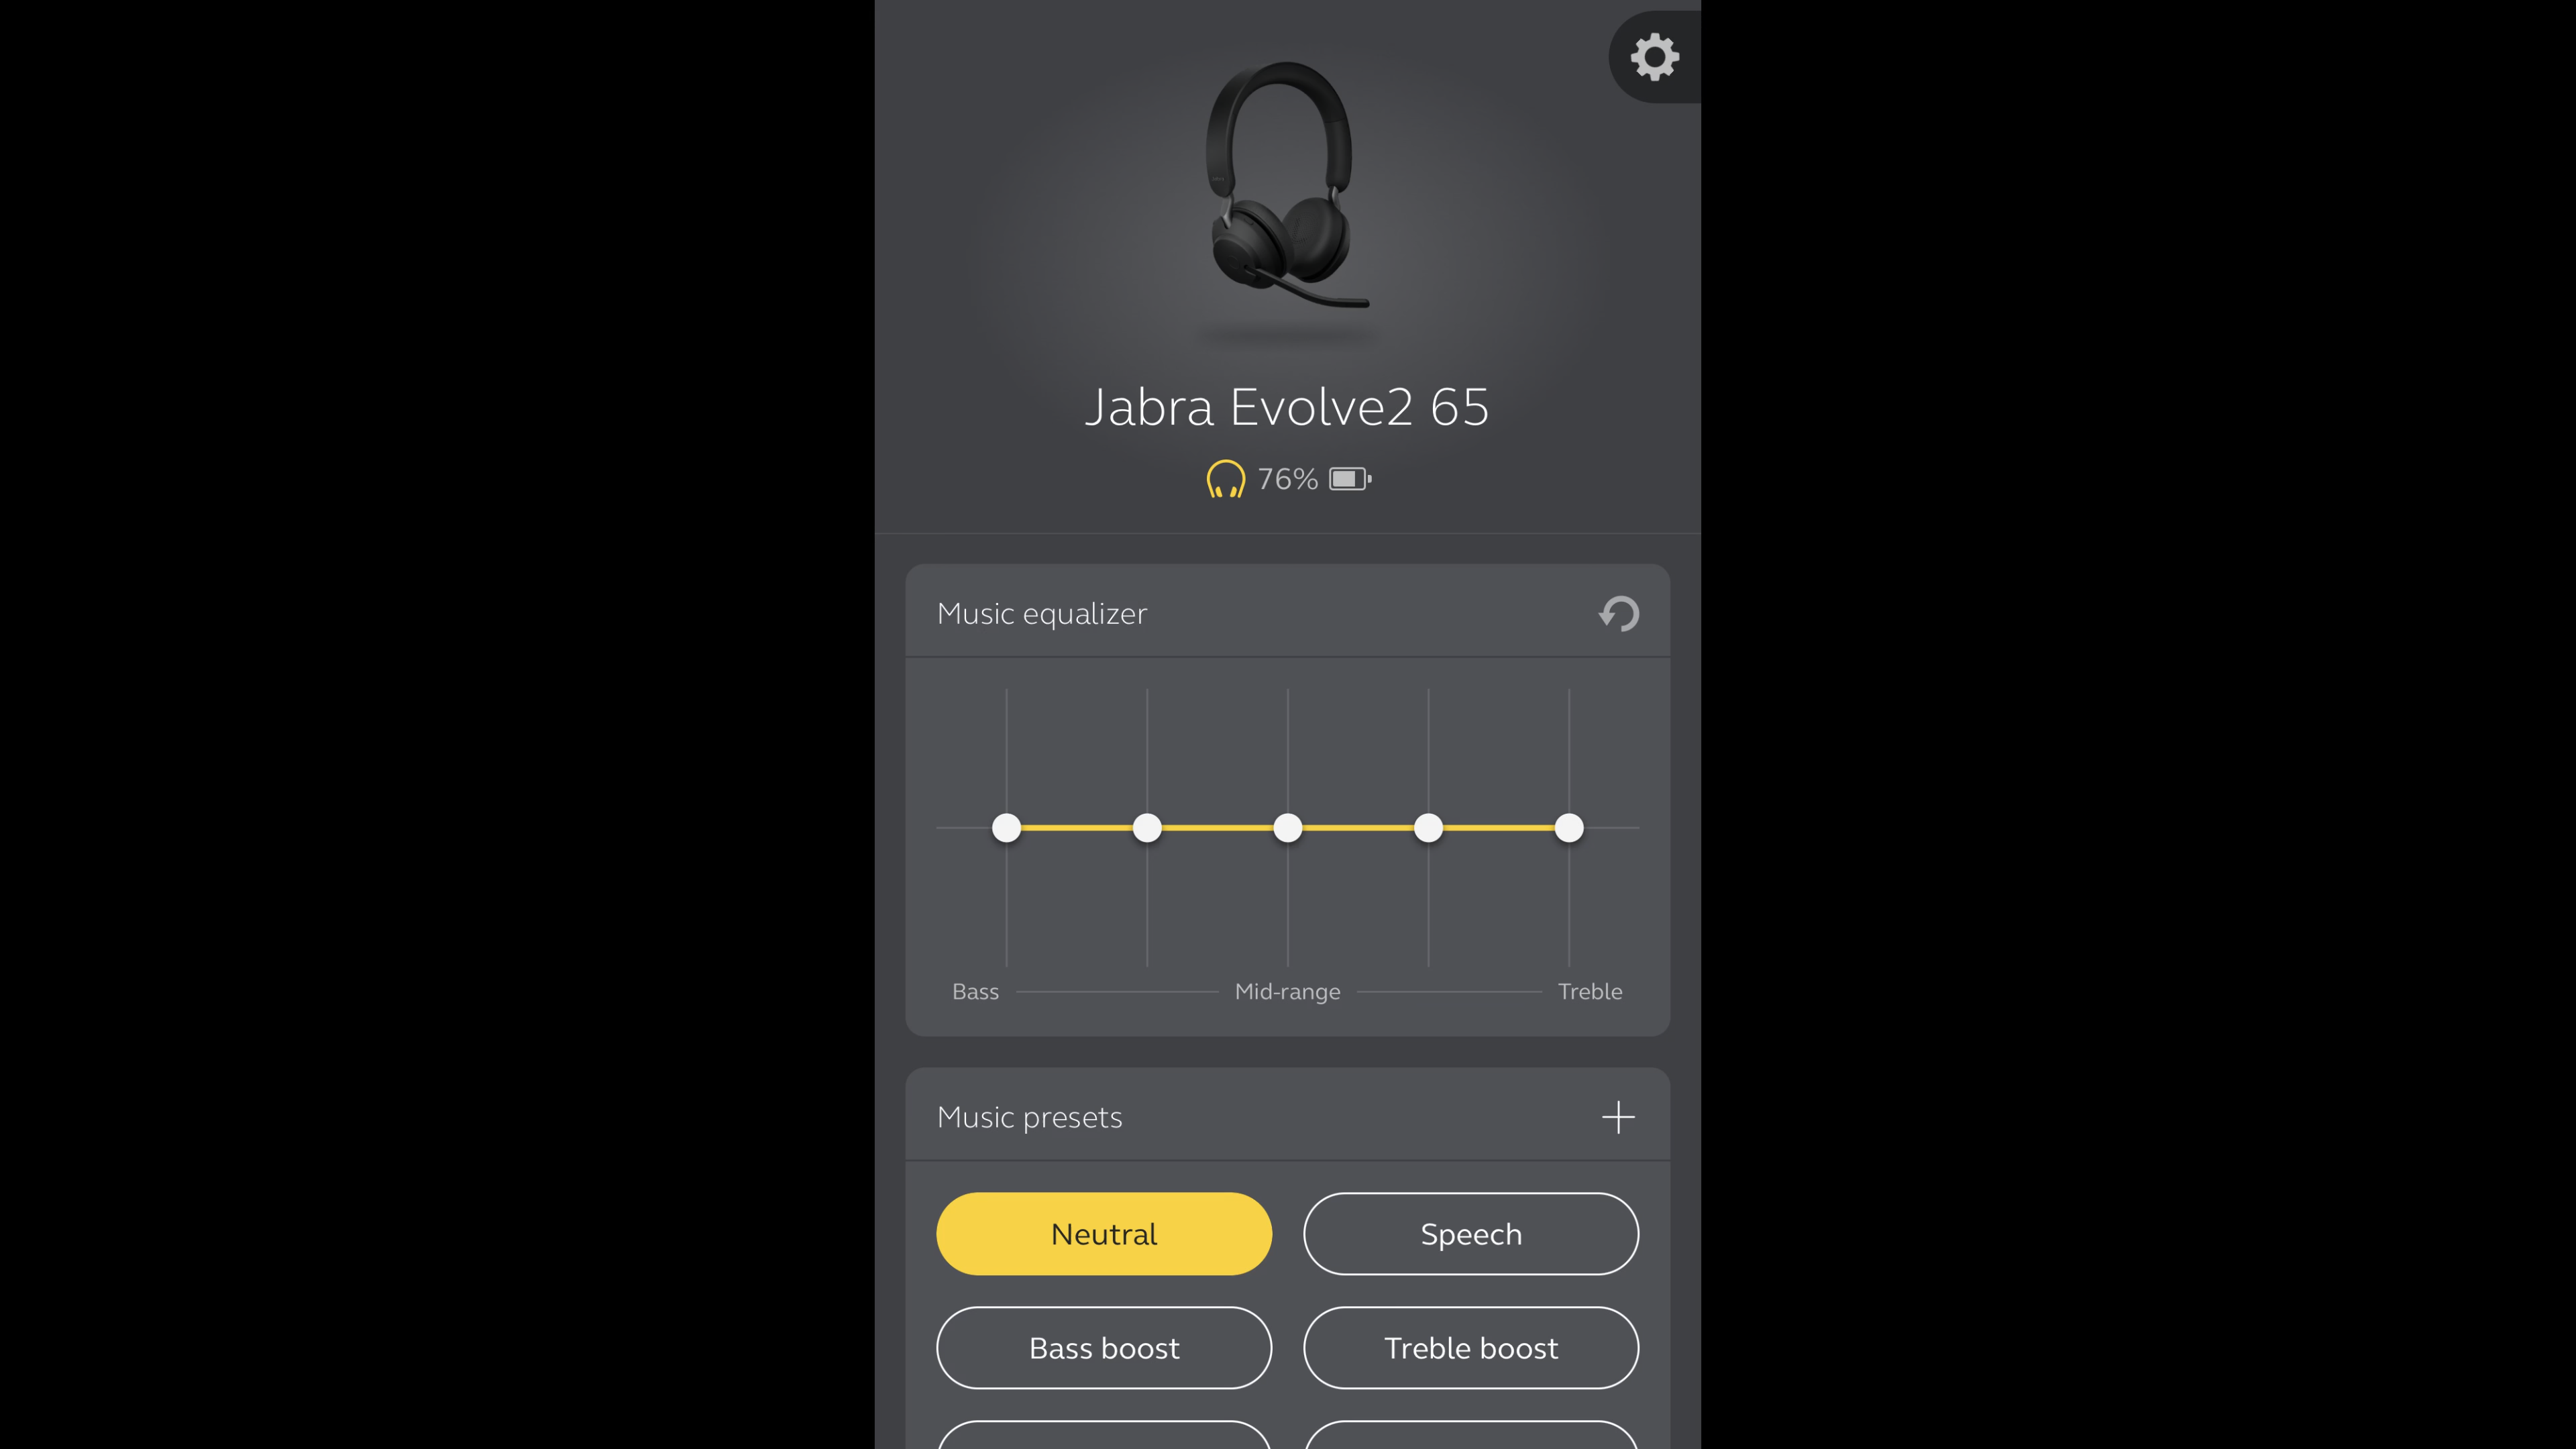 Jabra Evolve2 65
76%
Music equalizer
Bass
Mid-range
Treble
Music presets
Neutral
Speech
Bass boost
Treble boost